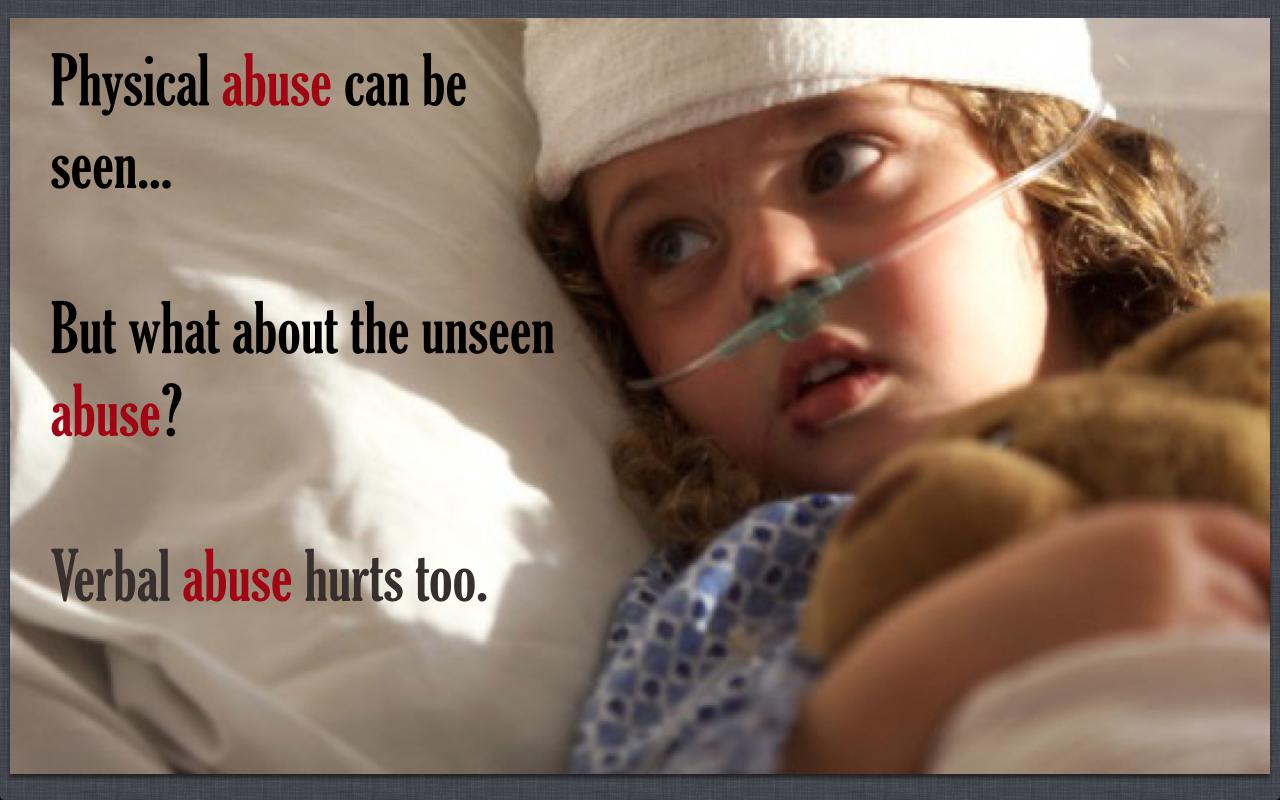 Physical abuse can be
seen...
But what about the unseen
abuse?
Verbal abuse hurts too.